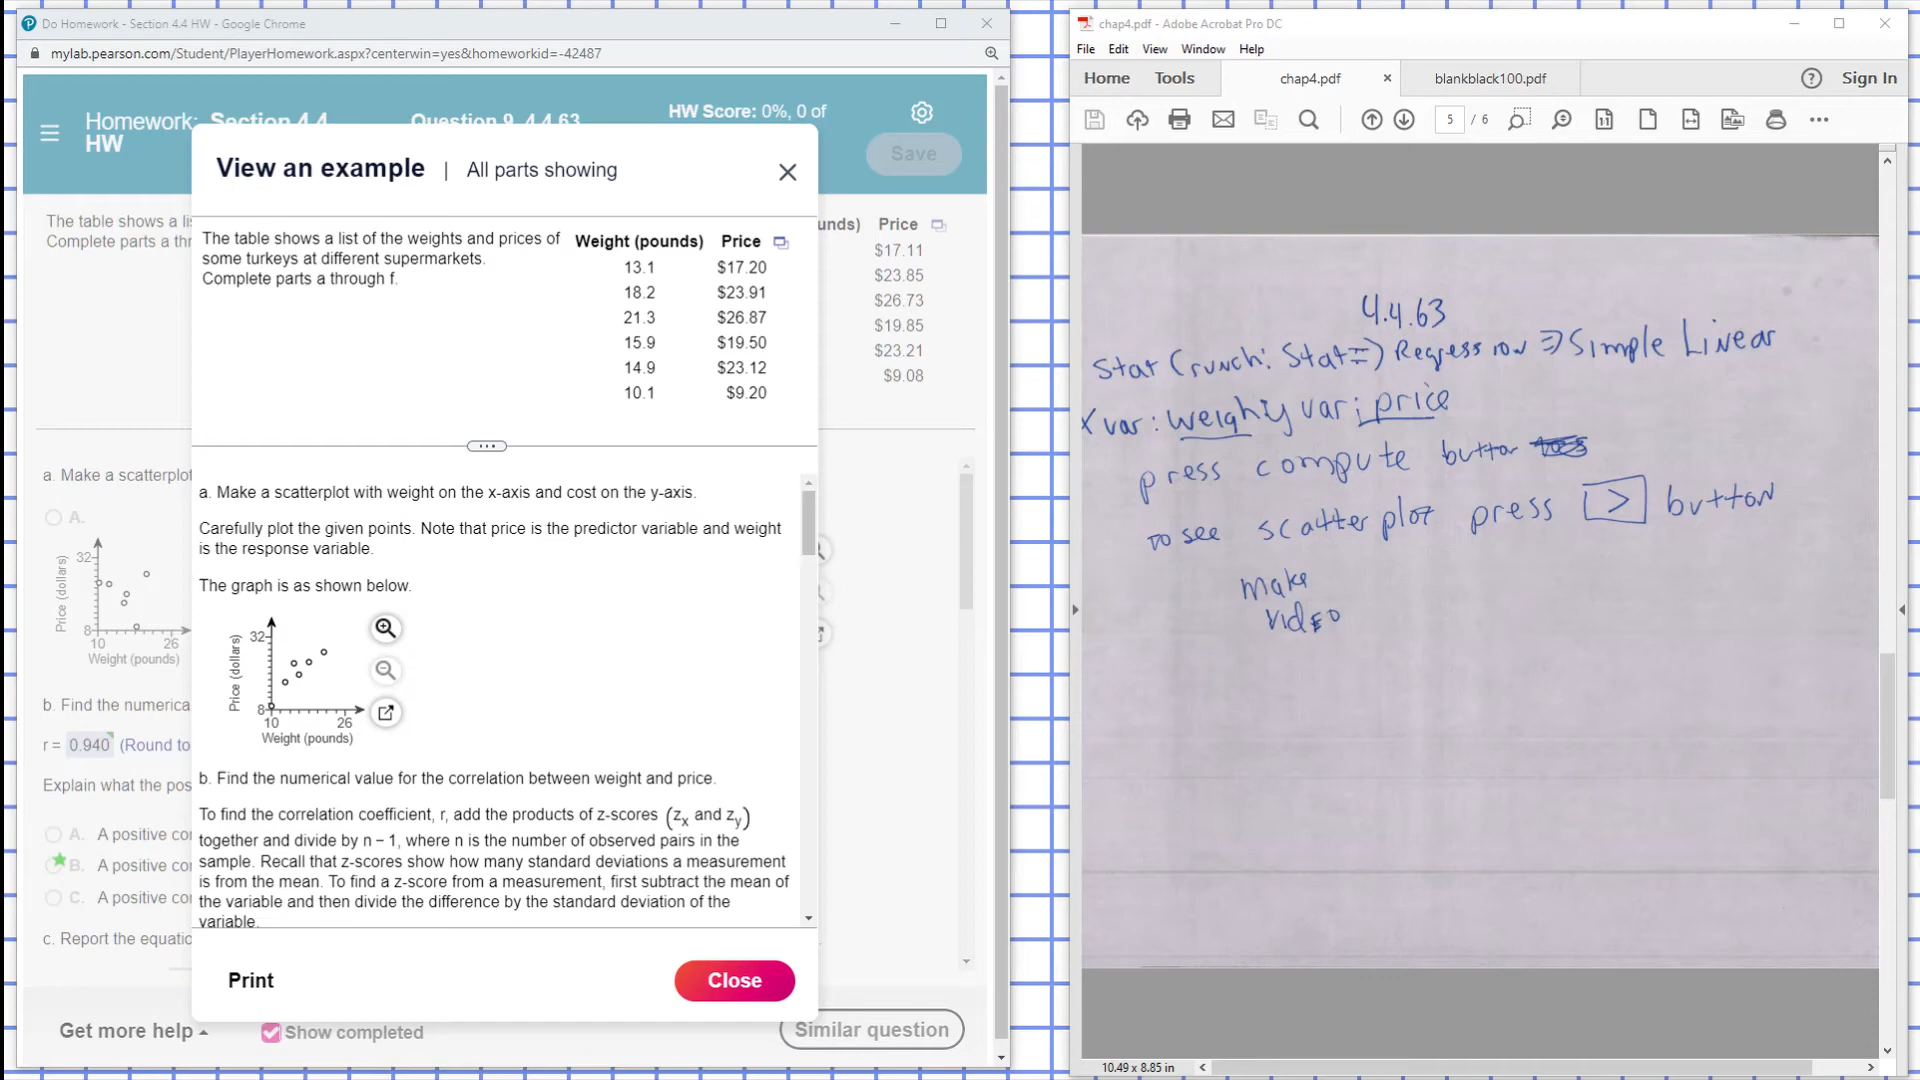 Do Homework - Section 4.4 HW - Google Chrome
mylab.pearson.com/Student/PlayerHomework.aspx?centerwin=yes&homeworkid=-42487
Homework: Section 4.4
HW
Question 9, 4.4.63
HW Score: 0%, 0 of
Save
The table shows a li
Complete parts a thr
unds) Price
$17.11
$23.85
$26.73
$19.85
$23.21
$9.08
a. Make a scatterplot
A.
Price (dollars)
32
8
10 26
Weight (pounds)
b. Find the numerica
r = 0.940 (Round to
Explain what the pos
A. A positive co
B. A positive co
C. A positive co
c. Report the equatio
Get more help
Show completed
Similar question
View an example | All parts showing
The table shows a list of the weights and prices of
some turkeys at different supermarkets.
Complete parts a through f.
Weight (pounds) Price
13.1 $17.20
18.2 $23.91
21.3 $26.87
15.9 $19.50
14.9 $23.12
10.1 $9.20
a. Make a scatterplot with weight on the x-axis and cost on the y-axis.
Carefully plot the given points. Note that price is the predictor variable and weight
is the response variable.
The graph is as shown below.
Price (dollars)
32
8
10 26
Weight (pounds)
b. Find the numerical value for the correlation between weight and price.
To find the correlation coefficient, r, add the products of z-scores (zx and zy)
together and divide by n − 1, where n is the number of observed pairs in the
sample. Recall that z-scores show how many standard deviations a measurement
is from the mean. To find a z-score from a measurement, first subtract the mean of
the variable and then divide the difference by the standard deviation of the
variable.
Print
Close
chap4.pdf - Adobe Acrobat Pro DC
File Edit View Window Help
Home Tools chap4.pdf × blankblack100.pdf Sign In
5 / 6
4.4.63
Stat Crunch: Stat => Regression => Simple Linear
X var: weigh y var: price
press compute button
to see scatter plot press > button
make
video
10.49 x 8.85 in